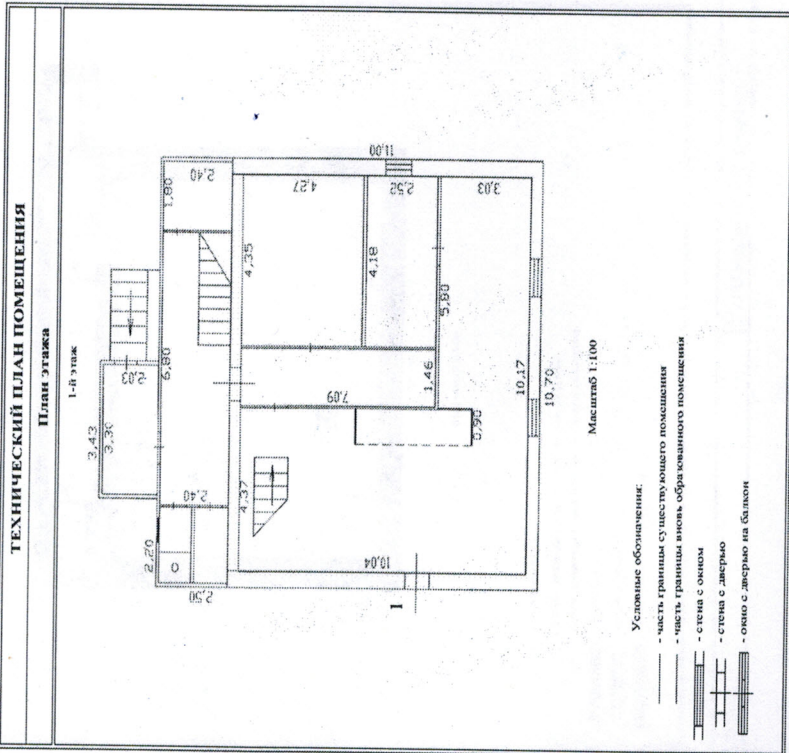 ТЕХНИЧЕСКИЙ ПЛАН ПОМЕЩЕНИЯ
План этажа
1-й этаж
3,43
3,30
2,03
6,80
1,80
2,40
2,20
0
2,40
2,50
4,37
4,35
4,27
11,00
4,18
2,52
7,09
1,46
5,80
3,03
0,90
10,04
10,17
10,70
1
Масштаб 1:100
Условные обозначения:
- часть границы существующего помещения
- часть границы вновь образованного помещения
- стена с окном
- стена с дверью
- окно с дверью на балкон